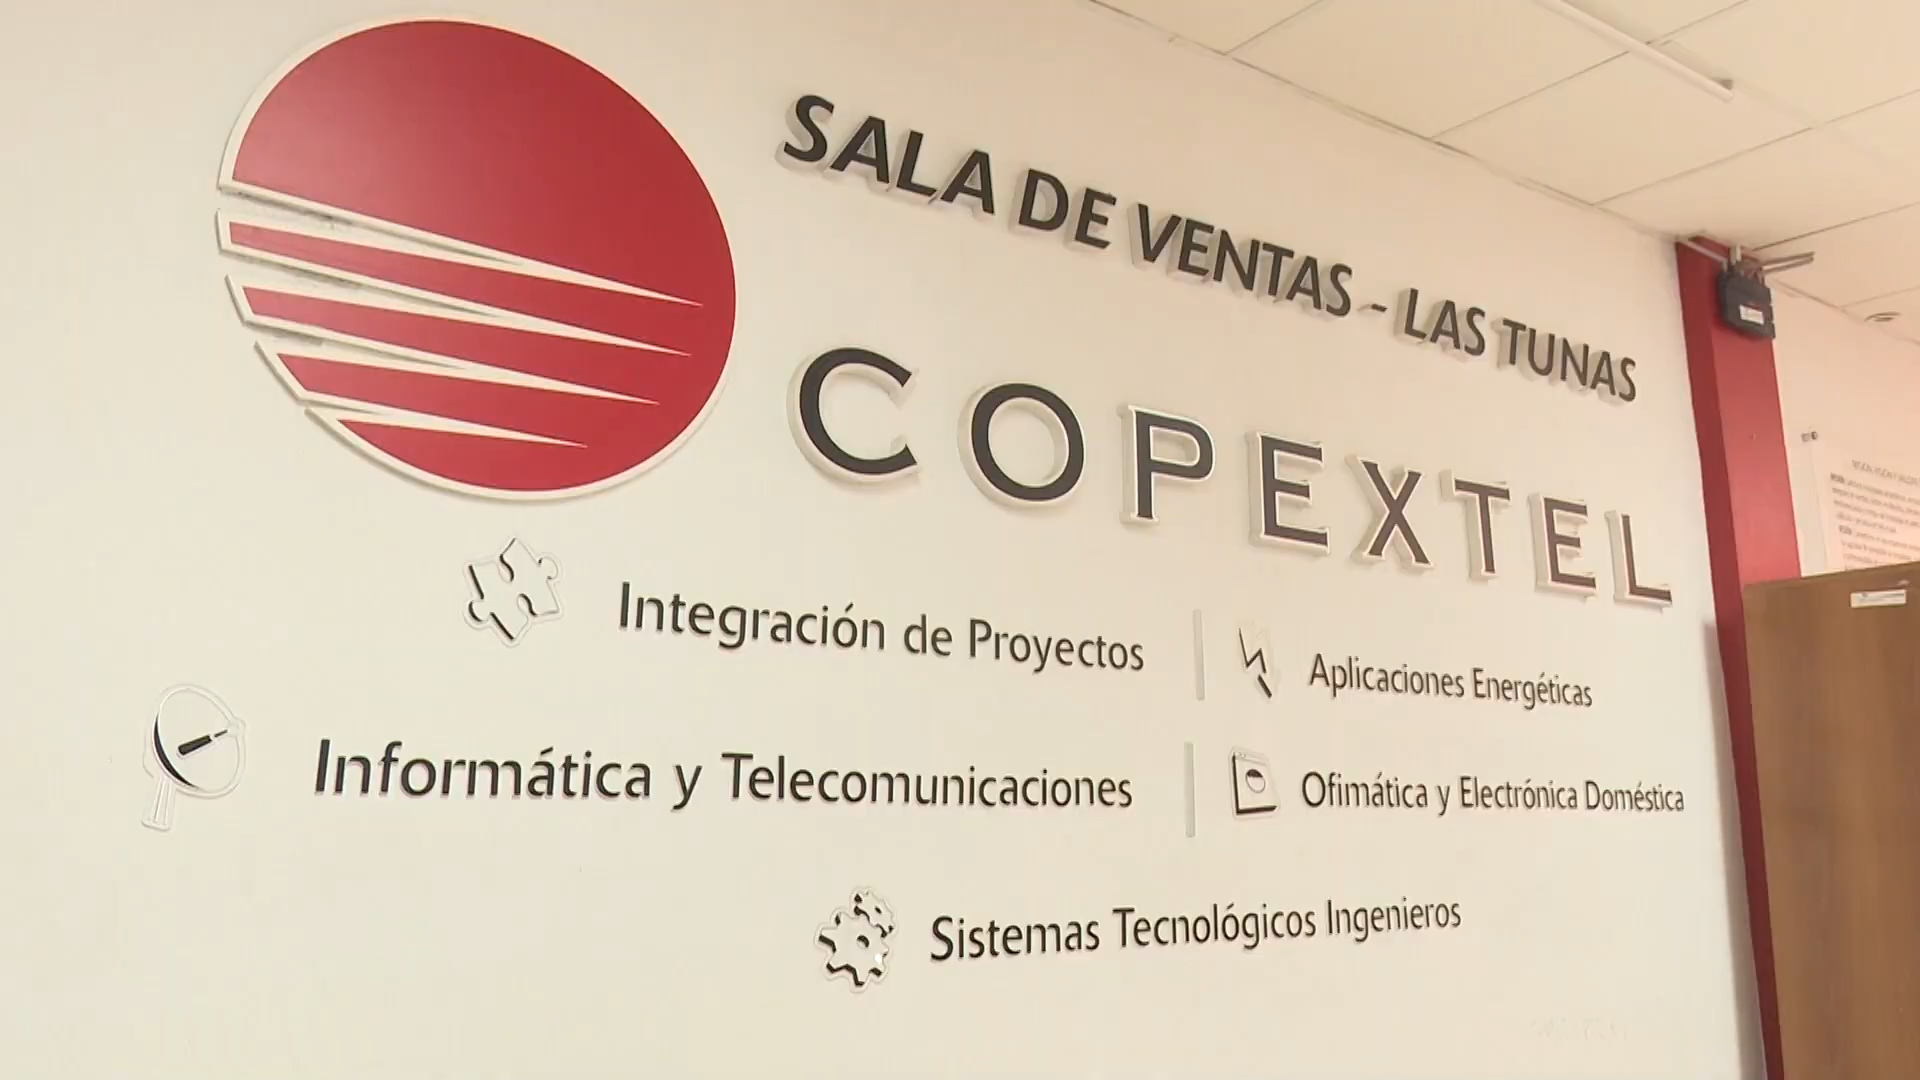 SALA DE VENTAS - LAS TUNAS
COPEXTEL
Integración de Proyectos
Aplicaciones Energéticas
Informática y Telecomunicaciones
Ofimática y Electrónica Doméstica
Sistemas Tecnológicos Ingenieros